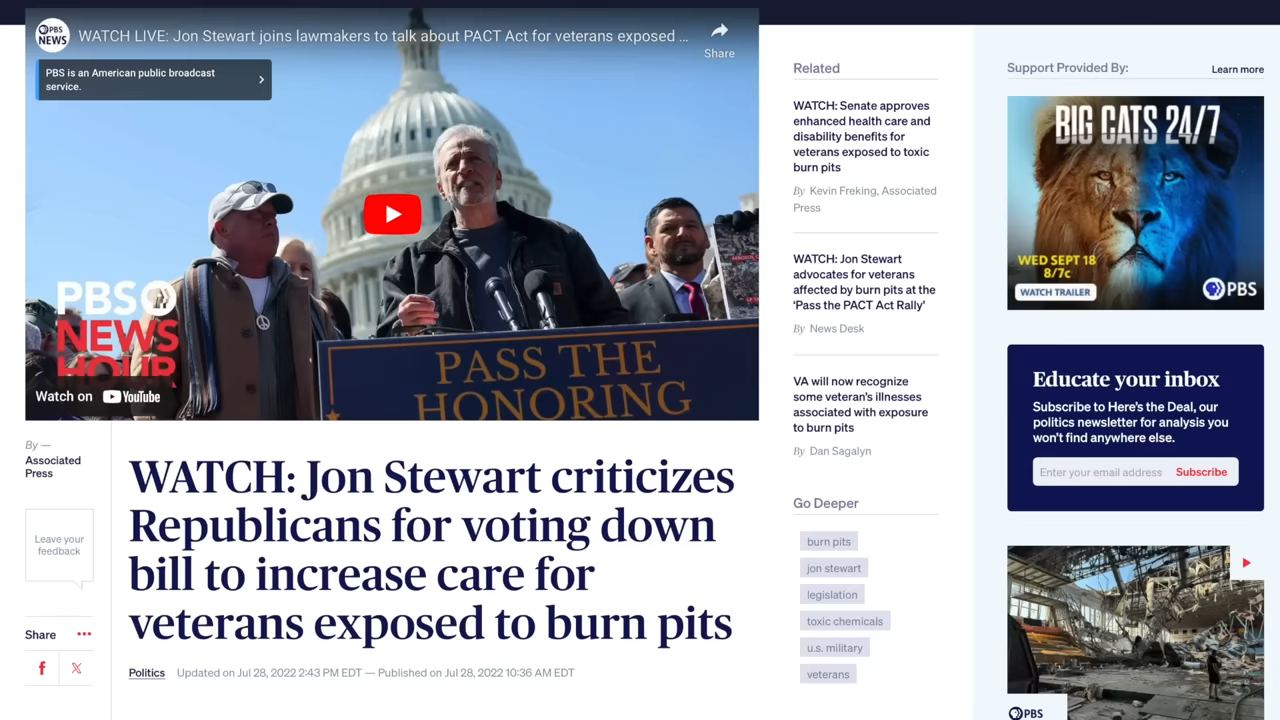 PBS
NEWS
WATCH LIVE: Jon Stewart joins lawmakers to talk about PACT Act for veterans exposed ...
Share
PBS is an American public broadcast
service.
PBS
NEWS
HOUR
PASS THE
HONORING
Watch on YouTube
By —
Associated
Press
Leave your
feedback
Share
WATCH: Jon Stewart criticizes
Republicans for voting down
bill to increase care for
veterans exposed to burn pits
Politics Updated on Jul 28, 2022 2:43 PM EDT — Published on Jul 28, 2022 10:36 AM EDT
Related
WATCH: Senate approves
enhanced health care and
disability benefits for
veterans exposed to toxic
burn pits
By Kevin Freking, Associated
Press
WATCH: Jon Stewart
advocates for veterans
affected by burn pits at the
‘Pass the PACT Act Rally’
By News Desk
VA will now recognize
some veteran’s illnesses
associated with exposure
to burn pits
By Dan Sagalyn
Go Deeper
burn pits
jon stewart
legislation
toxic chemicals
u.s. military
veterans
Support Provided By:
Learn more
BIG CATS 24/7
WED SEPT 18
8/7c
WATCH TRAILER
PBS
Educate your inbox
Subscribe to Here’s the Deal, our
politics newsletter for analysis you
won’t find anywhere else.
Enter your email address Subscribe
PBS